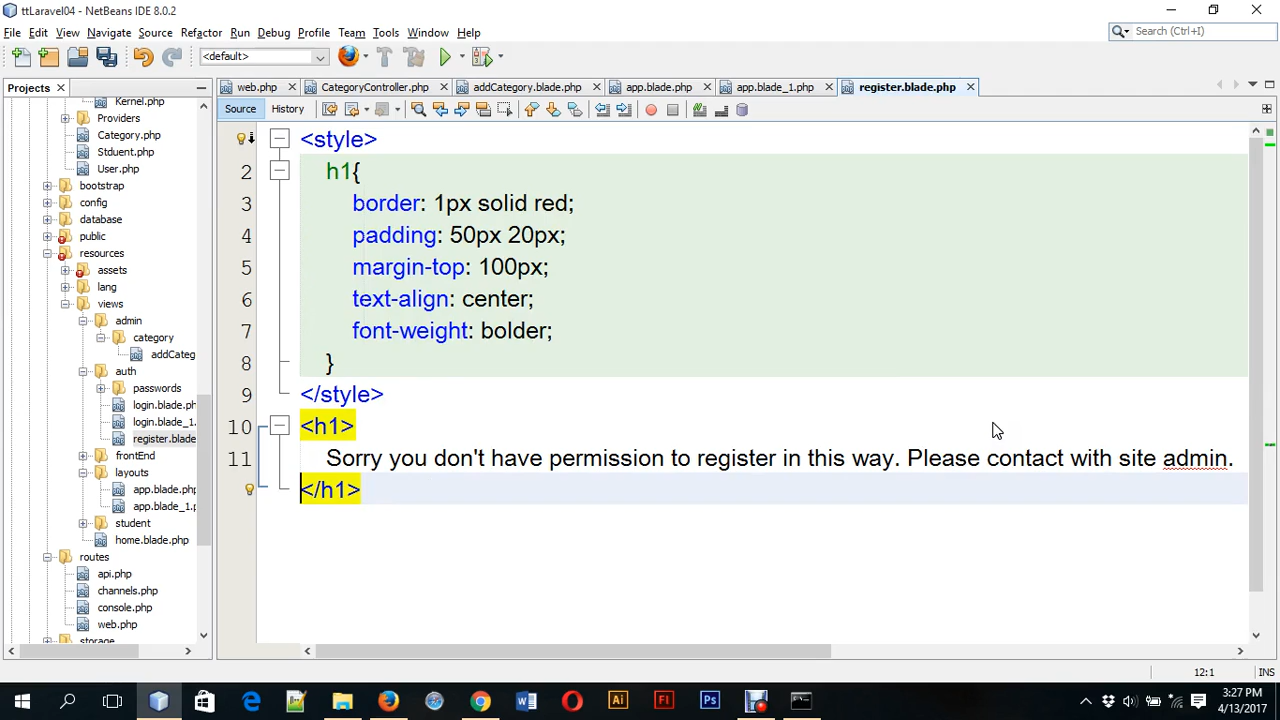 ttLaravel04 - NetBeans IDE 8.0.2
File Edit View Navigate Source Refactor Run Debug Profile Team Tools Window Help
Search (Ctrl+I)
<default>
Projects
web.php CategoryController.php addCategory.blade.php app.blade.php app.blade_1.php register.blade.php
Source History
Kernel.php
Providers
Category.php
Stduent.php
User.php
bootstrap
config
database
public
resources
assets
lang
views
admin
category
addCateg
auth
passwords
login.blade.ph
login.blade_1.
register.blade
frontEnd
layouts
app.blade.php
app.blade_1.p
student
home.blade.php
routes
api.php
channels.php
console.php
web.php
storage
<style>
2 h1{
3 border: 1px solid red;
4 padding: 50px 20px;
5 margin-top: 100px;
6 text-align: center;
7 font-weight: bolder;
8 }
9 </style>
10 <h1>
11 Sorry you don't have permission to register in this way. Please contact with site admin.
</h1>
12:1 INS
3:27 PM
4/13/2017